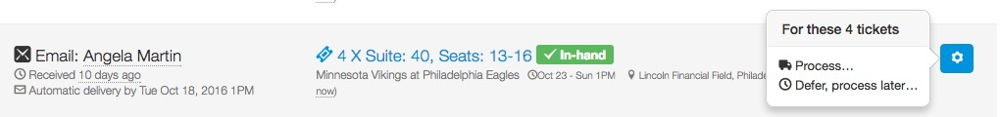 Email: Angela Martin
Received 10 days ago
Automatic delivery by Tue Oct 18, 2016 1PM
4 X Suite: 40, Seats: 13-16 In-hand
Minnesota Vikings at Philadelphia Eagles Oct 23 - Sun 1PM Lincoln Financial Field,
now)
For these 4 tickets
Process...
Defer, process later...